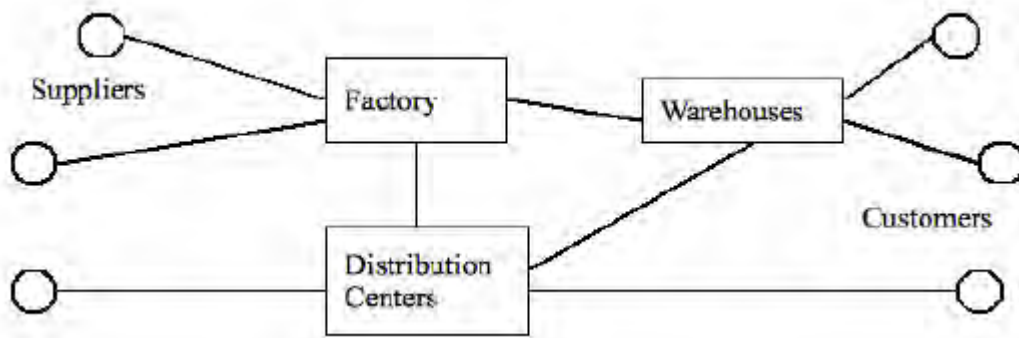 Suppliers
Factory
Warehouses
Customers
Distribution
Centers